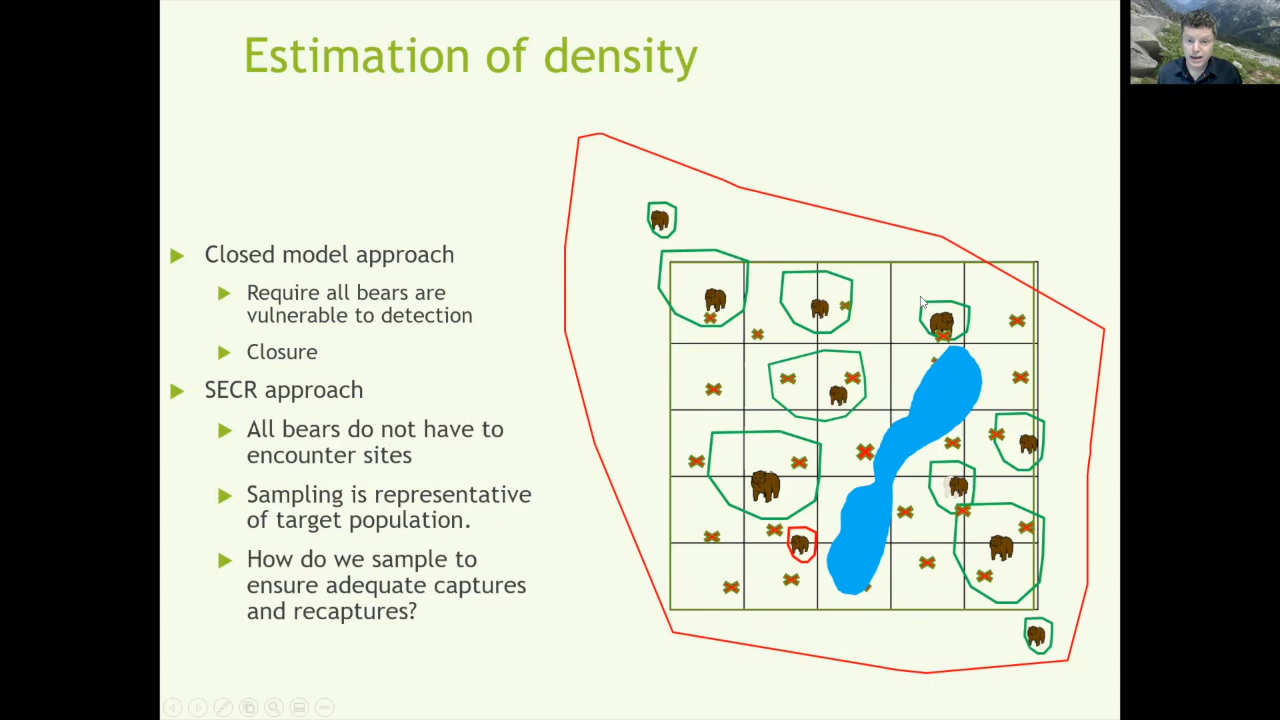 Estimation of density
Closed model approach
Require all bears are
vulnerable to detection
Closure
SECR approach
All bears do not have to
encounter sites
Sampling is representative
of target population.
How do we sample to
ensure adequate captures
and recaptures?